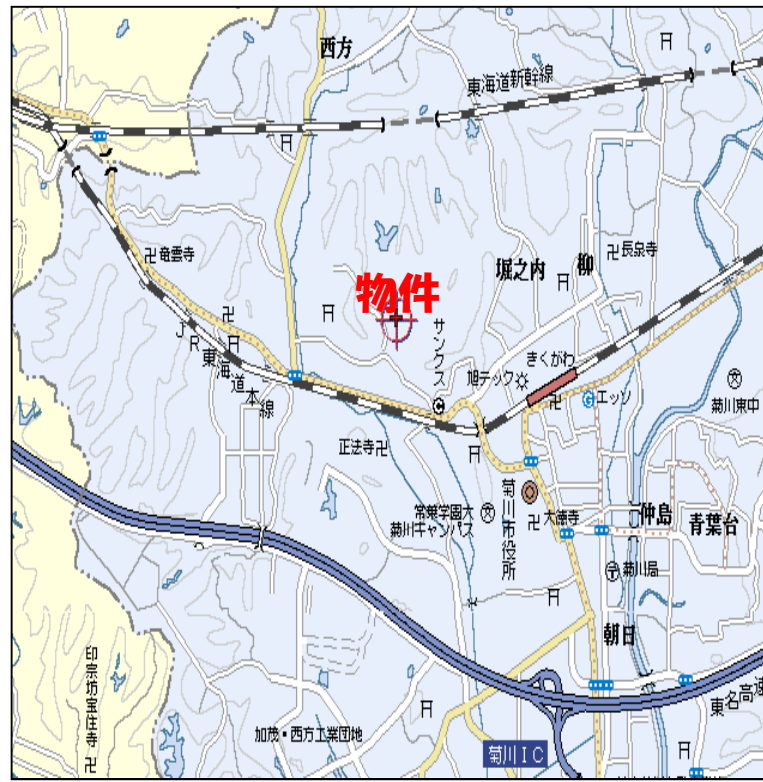 西方
東海道新幹線
竜雲寺
物件
堀之内
柳
長泉寺
サンクス
きくがわ
旭テック
エッソ
菊川東中
JR東海道本線
正法寺
常葉学園大
菊川キャンパス
菊川市役所
大徳寺
仲島
青葉台
菊川局
朝日
東名高速
印宗坊宝住寺
加茂・西方工業団地
菊川IC